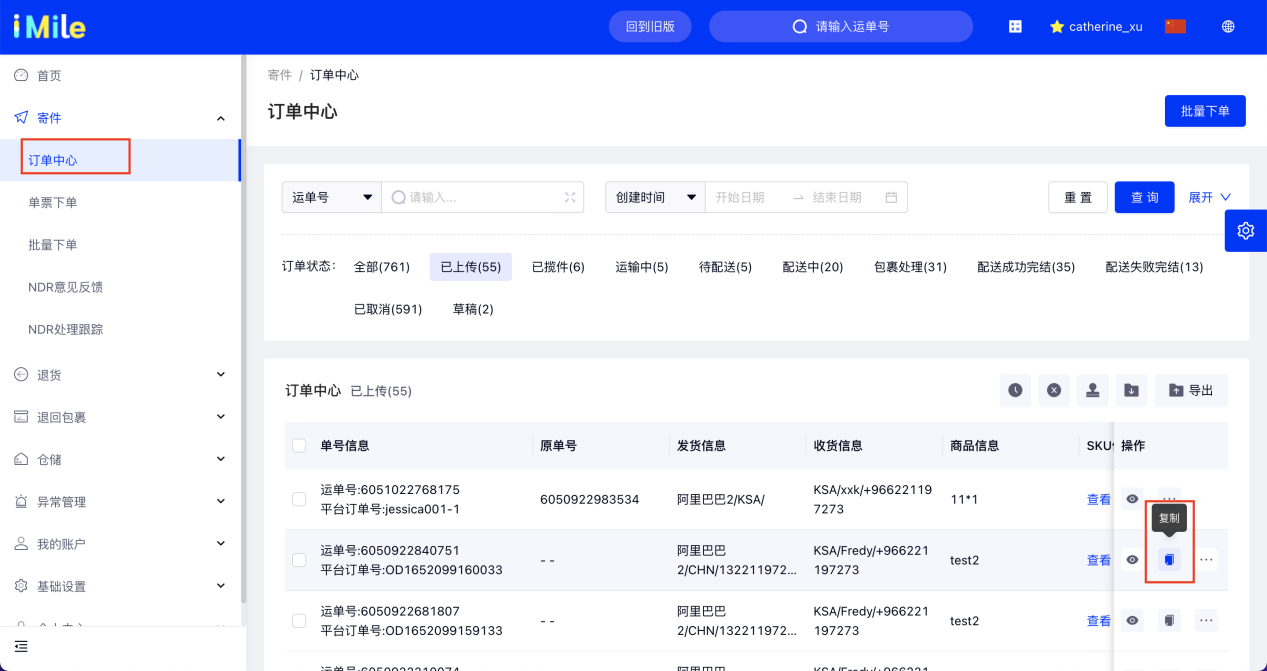 iMile
回到旧版
请输入运单号
catherine_xu
首页
寄件
订单中心
单票下单
批量下单
NDR意见反馈
NDR处理跟踪
退货
退回包裹
仓储
异常管理
我的账户
基础设置
寄件 / 订单中心
订单中心
批量下单
运单号
请输入...
创建时间
开始日期 → 结束日期
重 置
查 询
展开
订单状态:
全部(761)
已上传(55)
已揽件(6)
运输中(5)
待配送(5)
配送中(20)
包裹处理(31)
配送成功完结(35)
配送失败完结(13)
已取消(591)
草稿(2)
订单中心 已上传(55)
导出
单号信息
原单号
发货信息
收货信息
商品信息
SKU
操作
运单号:6051022768175
平台订单号:jessica001-1
6050922983534
阿里巴巴2/KSA/
KSA/xxk/+96622119
7273
11*1
查看
复制
运单号:6050922840751
平台订单号:OD1652099160033
- -
阿里巴巴
2/CHN/132211972...
KSA/Fredy/+966221
197273
test2
查看
运单号:6050922681807
平台订单号:OD1652099159133
- -
阿里巴巴
2/CHN/132211972...
KSA/Fredy/+966221
197273
test2
查看